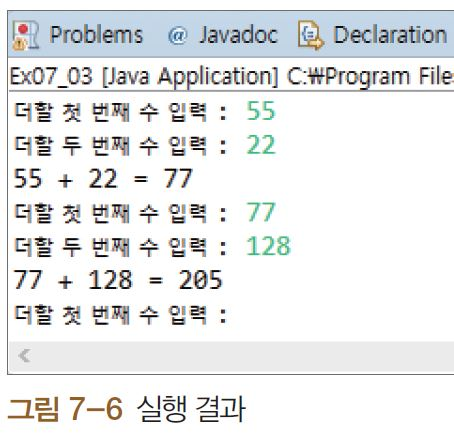 Problems @ Javadoc Declaration
Ex07_03 [Java Application] C:₩Program File
더할 첫 번째 수 입력 : 55
더할 두 번째 수 입력 : 22
55 + 22 = 77
더할 첫 번째 수 입력 : 77
더할 두 번째 수 입력 : 128
77 + 128 = 205
더할 첫 번째 수 입력 :
그림 7-6 실행 결과